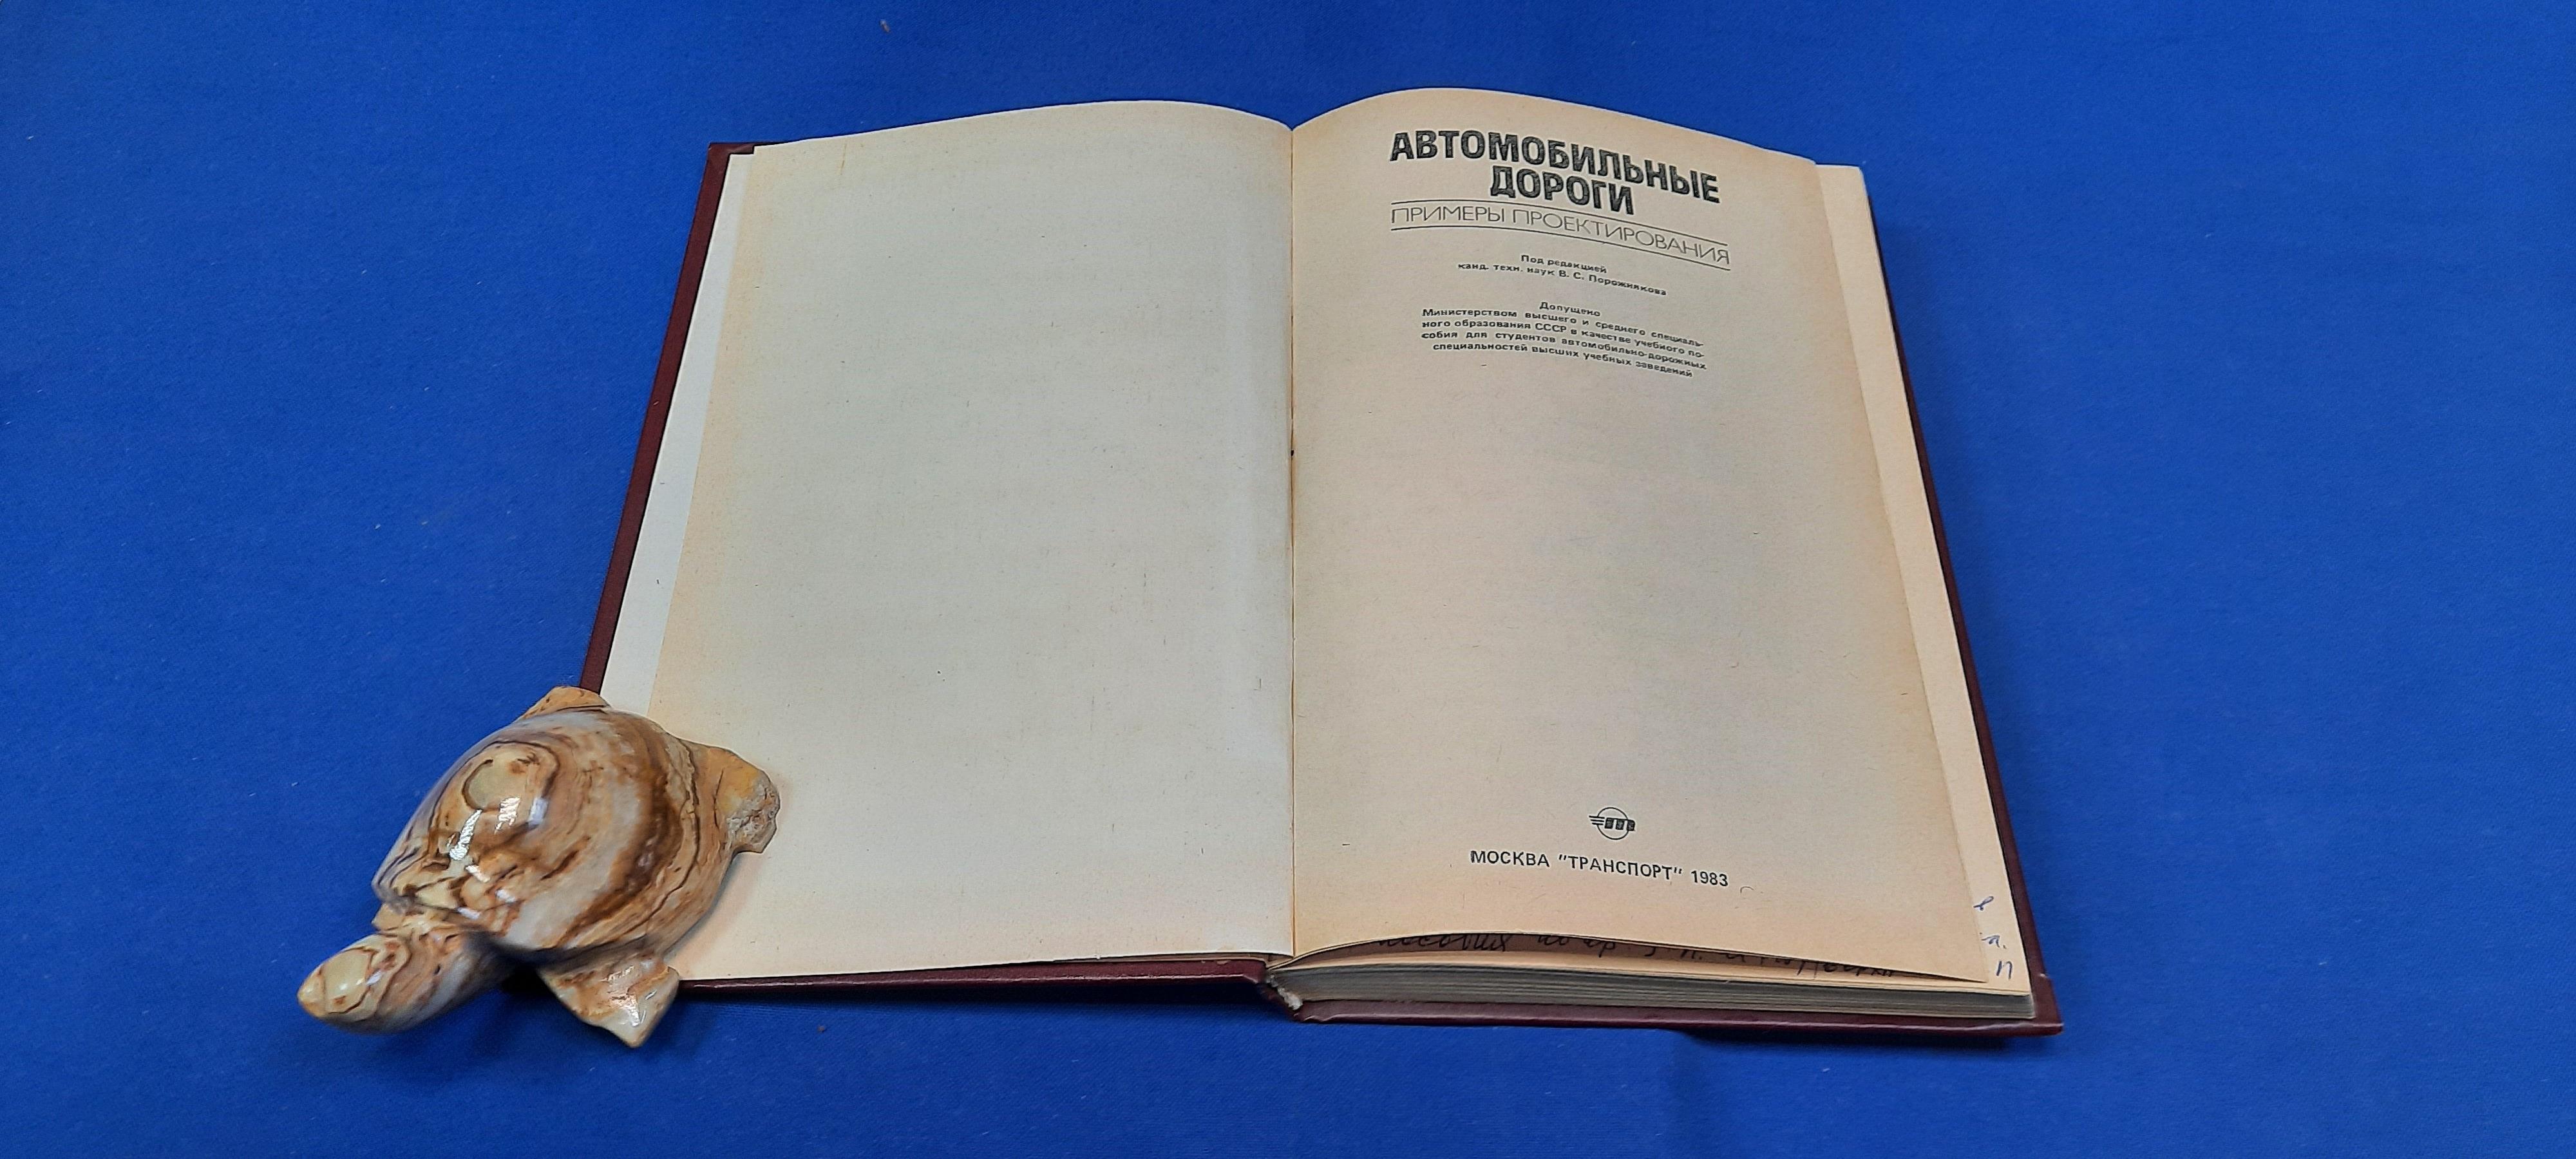 АВТОМОБИЛЬНЫЕ
ДОРОГИ
ПРИМЕРЫ ПРОЕКТИРОВАНИЯ
Под редакцией
канд. техн. наук В. С. Порожнякова
Допущено
Министерством высшего и среднего специаль-
ного образования СССР в качестве учебного по-
собия для студентов автомобильно-дорожных
специальностей высших учебных заведений
МОСКВА "ТРАНСПОРТ" 1983